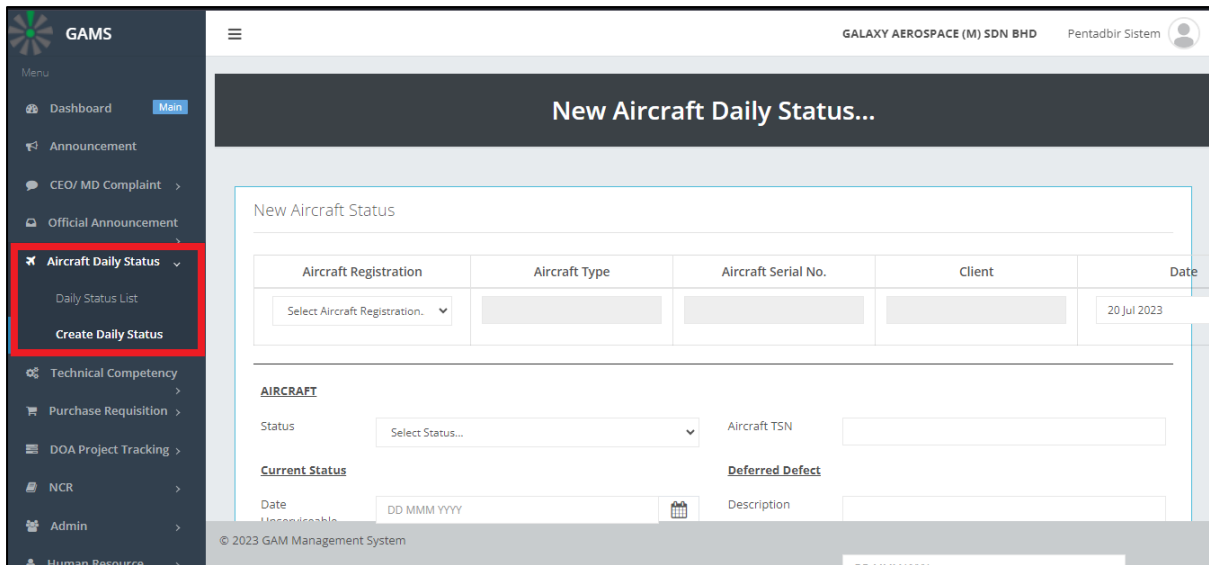 GAMS
GALAXY AEROSPACE (M) SDN BHD
Pentadbir Sistem
Menu
Dashboard
Main
Announcement
CEO/ MD Complaint
Official Announcement
Aircraft Daily Status
Daily Status List
Create Daily Status
Technical Competency
Purchase Requisition
DOA Project Tracking
NCR
Admin
Human Resource
New Aircraft Daily Status...
New Aircraft Status
Aircraft Registration Aircraft Type Aircraft Serial No. Client Date
Select Aircraft Registration. 20 Jul 2023
AIRCRAFT
Status Select Status... Aircraft TSN
Current Status Deferred Defect
Date DD MMM YYYY Description
Unserviceable
© 2023 GAM Management System